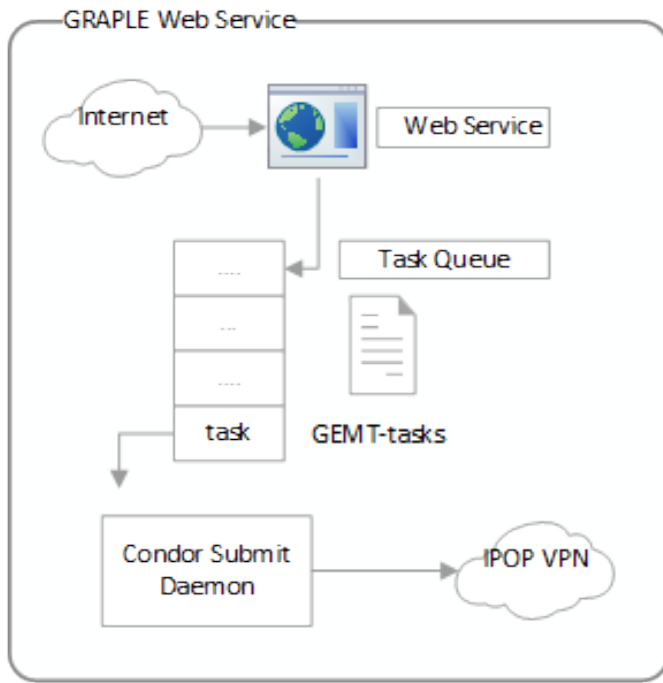 GRAPLE Web Service
Internet
Web Service
....
Task Queue
...
....
task
GEMT-tasks
Condor Submit
Daemon
IPOP VPN